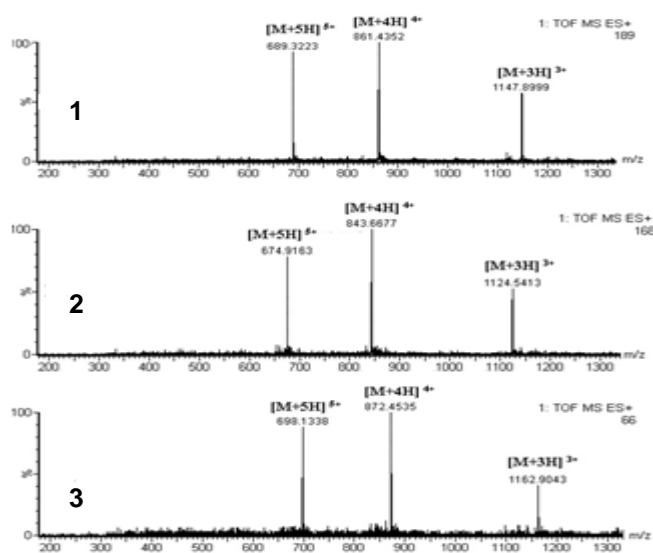 [M+5H] 5+
689.3223
[M+4H] 4+
861.4352
1: TOF MS ES+
189
[M+3H] 3+
1147.8999
100
%
1
0
200 300 400 500 600 700 800 900 1000 1100 1200 1300 m/z
[M+4H] 4+
843.6677
1: TOF MS ES+
168
[M+5H] 5+
674.9163
[M+3H] 3+
1124.5413
100
%
2
0
200 300 400 500 600 700 800 900 1000 1100 1200 1300 m/z
[M+5H] 5+
698.1338
[M+4H] 4+
872.4535
1: TOF MS ES+
66
[M+3H] 3+
1162.9043
100
%
3
0
200 300 400 500 600 700 800 900 1000 1100 1200 1300 m/z